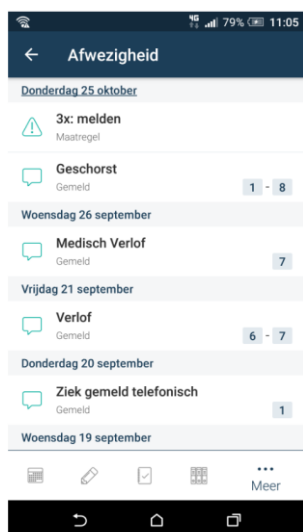 4G 79% 11:05
← Afwezigheid
Donderdag 25 oktober
3x: melden
Maatregel
Geschorst
Gemeld 1 - 8
Woensdag 26 september
Medisch Verlof
Gemeld 7
Vrijdag 21 september
Verlof
Gemeld 6 - 7
Donderdag 20 september
Ziek gemeld telefonisch
Gemeld 1
Woensdag 19 september
Meer